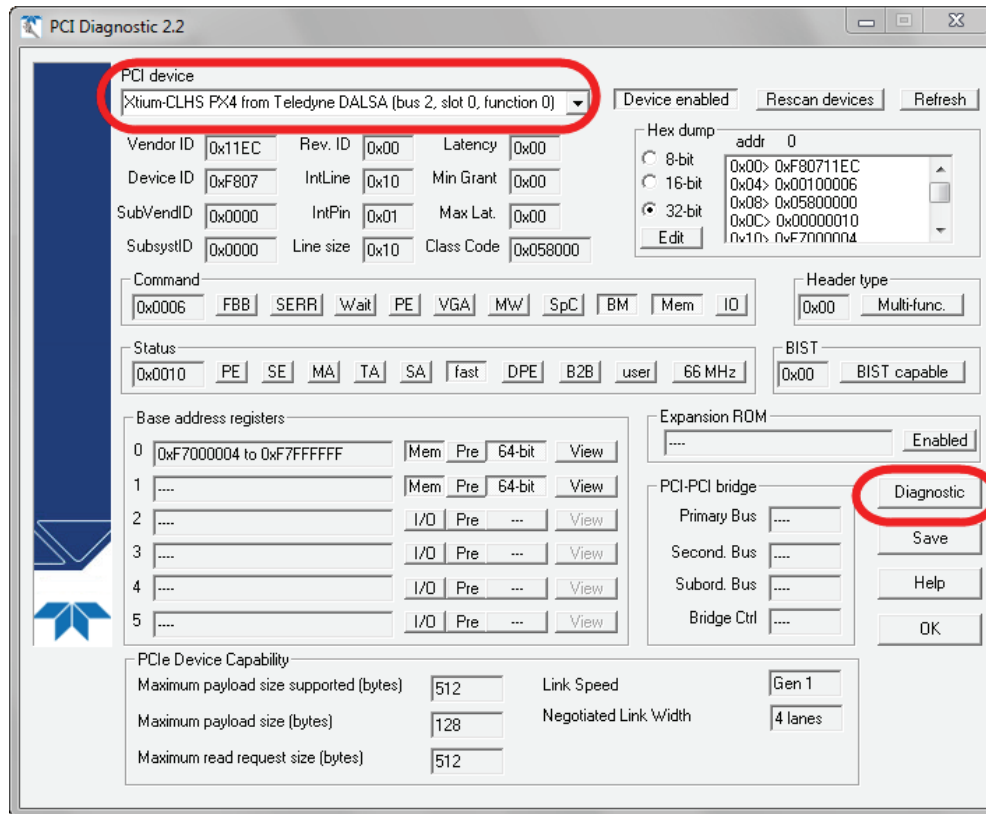 PCI Diagnostic 2.2
PCI device
Xtium-CLHS PX4 from Teledyne DALSA (bus 2, slot 0, function 0) Device enabled Rescan devices Refresh
Vendor ID 0x11EC Rev. ID 0x00 Latency 0x00
Device ID 0xF807 IntLine 0x10 Min Grant 0x00
SubVendID 0x0000 IntPin 0x01 Max Lat. 0x00
SubsystID 0x0000 Line size 0x10 Class Code 0x058000
Hex dump addr 0
8-bit
16-bit
32-bit
Edit
0x00> 0xF80711EC
0x04> 0x00100006
0x08> 0x05800000
0x0C> 0x00000010
0x10> 0xF7000004
Command
0x0006 FBB SERR Wait PE VGA MW SpC BM Mem IO
Header type
0x00 Multi-func.
Status
0x0010 PE SE MA TA SA fast DPE B2B user 66 MHz
BIST
0x00 BIST capable
Base address registers
0 0xF7000004 to 0xF7FFFFFF Mem Pre 64-bit View
1 ---- Mem Pre 64-bit View
2 ---- I/O Pre --- View
3 ---- I/O Pre --- View
4 ---- I/O Pre --- View
5 ---- I/O Pre --- View
Expansion ROM
---- Enabled
PCI-PCI bridge
Primary Bus ----
Second. Bus ----
Subord. Bus ----
Bridge Ctrl ----
Diagnostic
Save
Help
OK
PCIe Device Capability
Maximum payload size supported (bytes) 512 Link Speed Gen 1
Maximum payload size (bytes) 128 Negotiated Link Width 4 lanes
Maximum read request size (bytes) 512